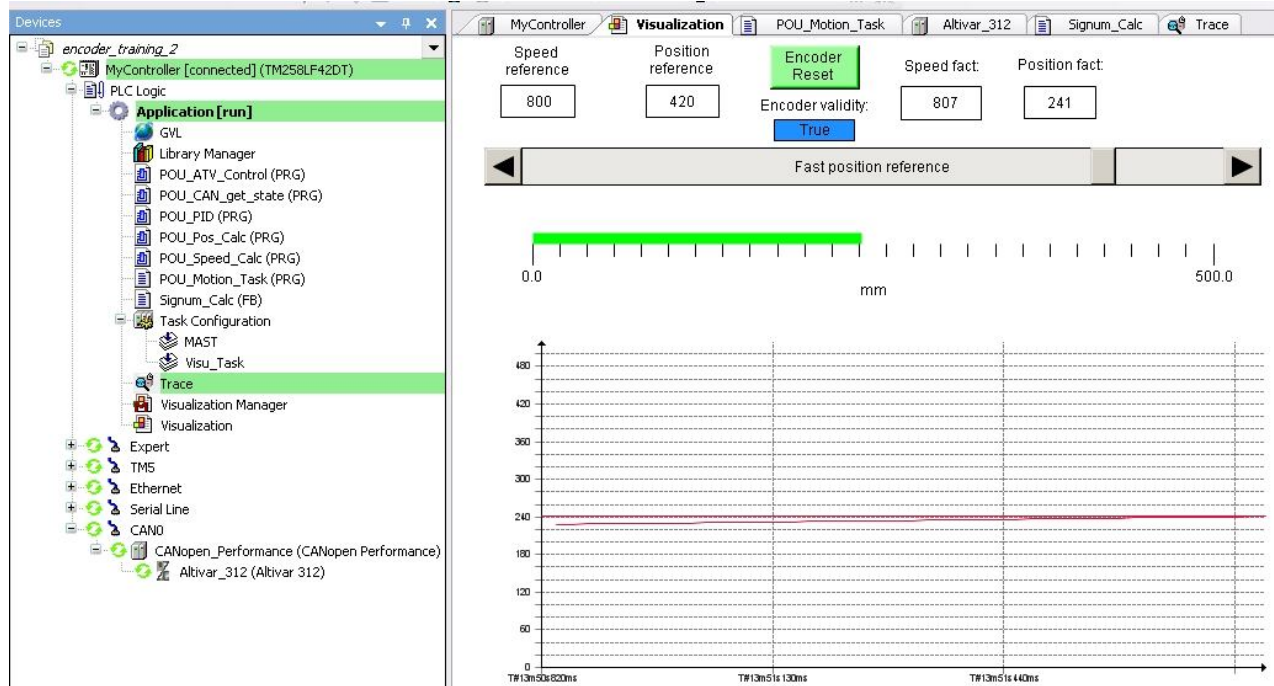 Devices
encoder_training_2
MyController [connected] (TM258LF42DT)
PLC Logic
Application [run]
GVL
Library Manager
POU_ATV_Control (PRG)
POU_CAN_get_state (PRG)
POU_PID (PRG)
POU_Pos_Calc (PRG)
POU_Speed_Calc (PRG)
POU_Motion_Task (PRG)
Signum_Calc (FB)
Task Configuration
MAST
Visu_Task
Trace
Visualization Manager
Visualization
Expert
TM5
Ethernet
Serial Line
CAN0
CANopen_Performance (CANopen Performance)
Altivar_312 (Altivar 312)
MyController Visualization POU_Motion_Task Altivar_312 Signum_Calc Trace
Speed reference
800
Position reference
420
Encoder Reset
Encoder validity:
True
Speed fact:
807
Position fact:
241
Fast position reference
0.0 500.0
mm
480
420
360
300
240
180
120
60
0
T#13m50s820ms T#13m51s130ms T#13m51s440ms